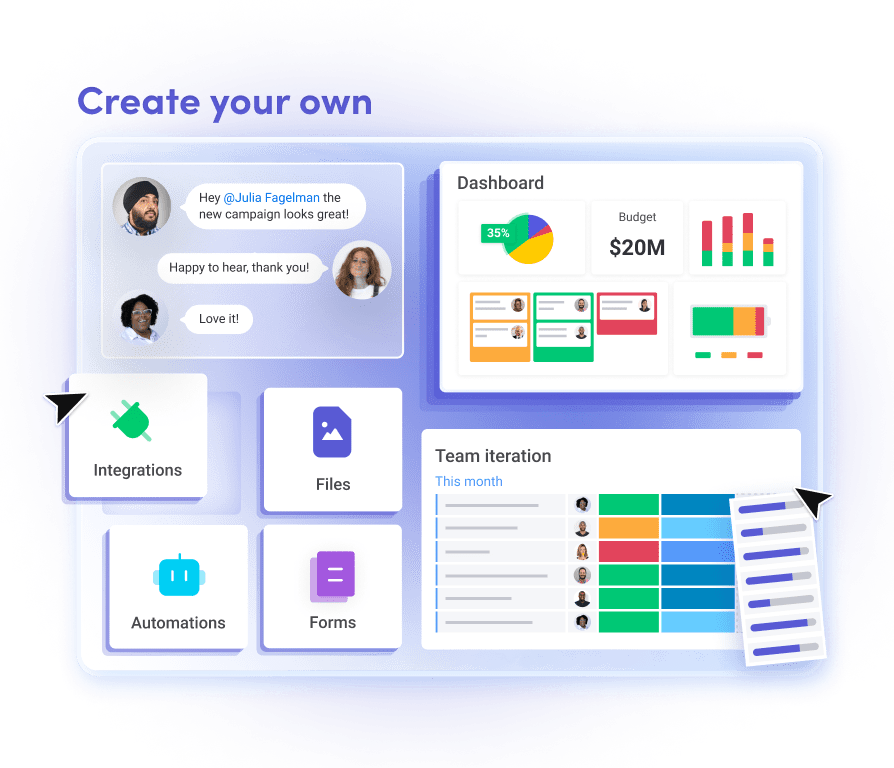 Create your own
Hey @Julia Fagelman the
new campaign looks great!
Happy to hear, thank you!
Love it!
Dashboard
35%
Budget
$20M
Integrations
Files
Automations
Forms
Team iteration
This month